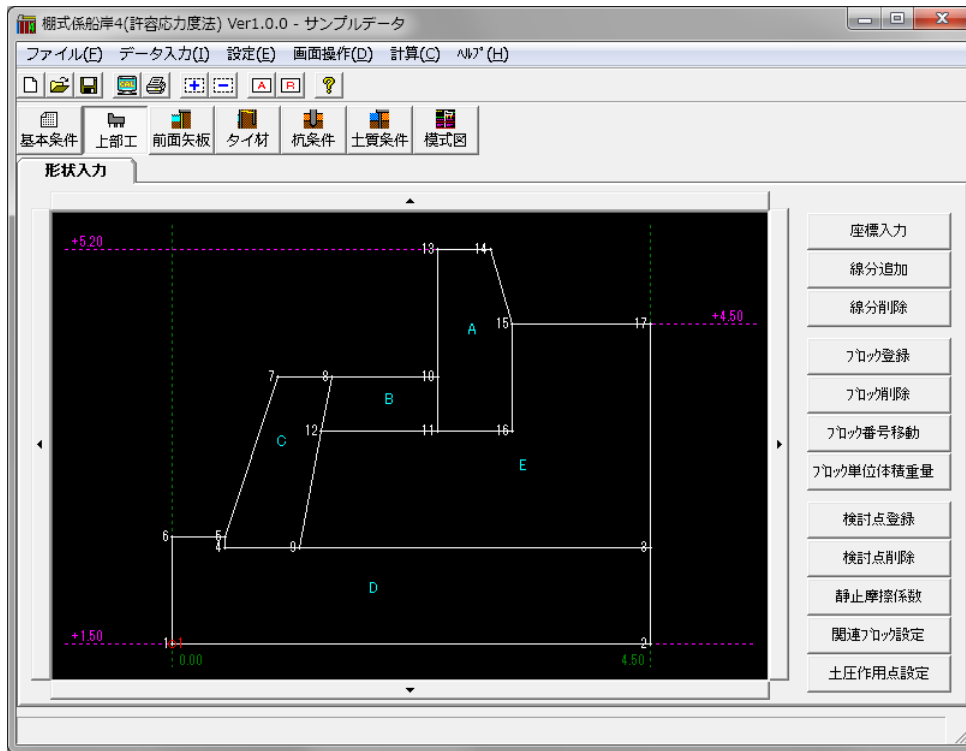 棚式係船岸4(許容応力度法) Ver1.0.0 - サンプルデータ
ファイル(F) データ入力(I) 設定(E) 画面操作(D) 計算(C) ﾍﾙﾌﾟ(H)
CAL A R ?
基本条件 上部工 前面矢板 タイ材 杭条件 土質条件 模式図
形状入力
+5.20 13 14
A 15 17 +4.50
7 8 10
B
12 11 16
C
E
6 5
4 9 3
D
+1.50 1 1 2
0.00 4.50
座標入力
線分追加
線分削除
ﾌﾞﾛｯｸ登録
ﾌﾞﾛｯｸ削除
ﾌﾞﾛｯｸ番号移動
ﾌﾞﾛｯｸ単位体積重量
検討点登録
検討点削除
静止摩擦係数
関連ﾌﾞﾛｯｸ設定
土圧作用点設定